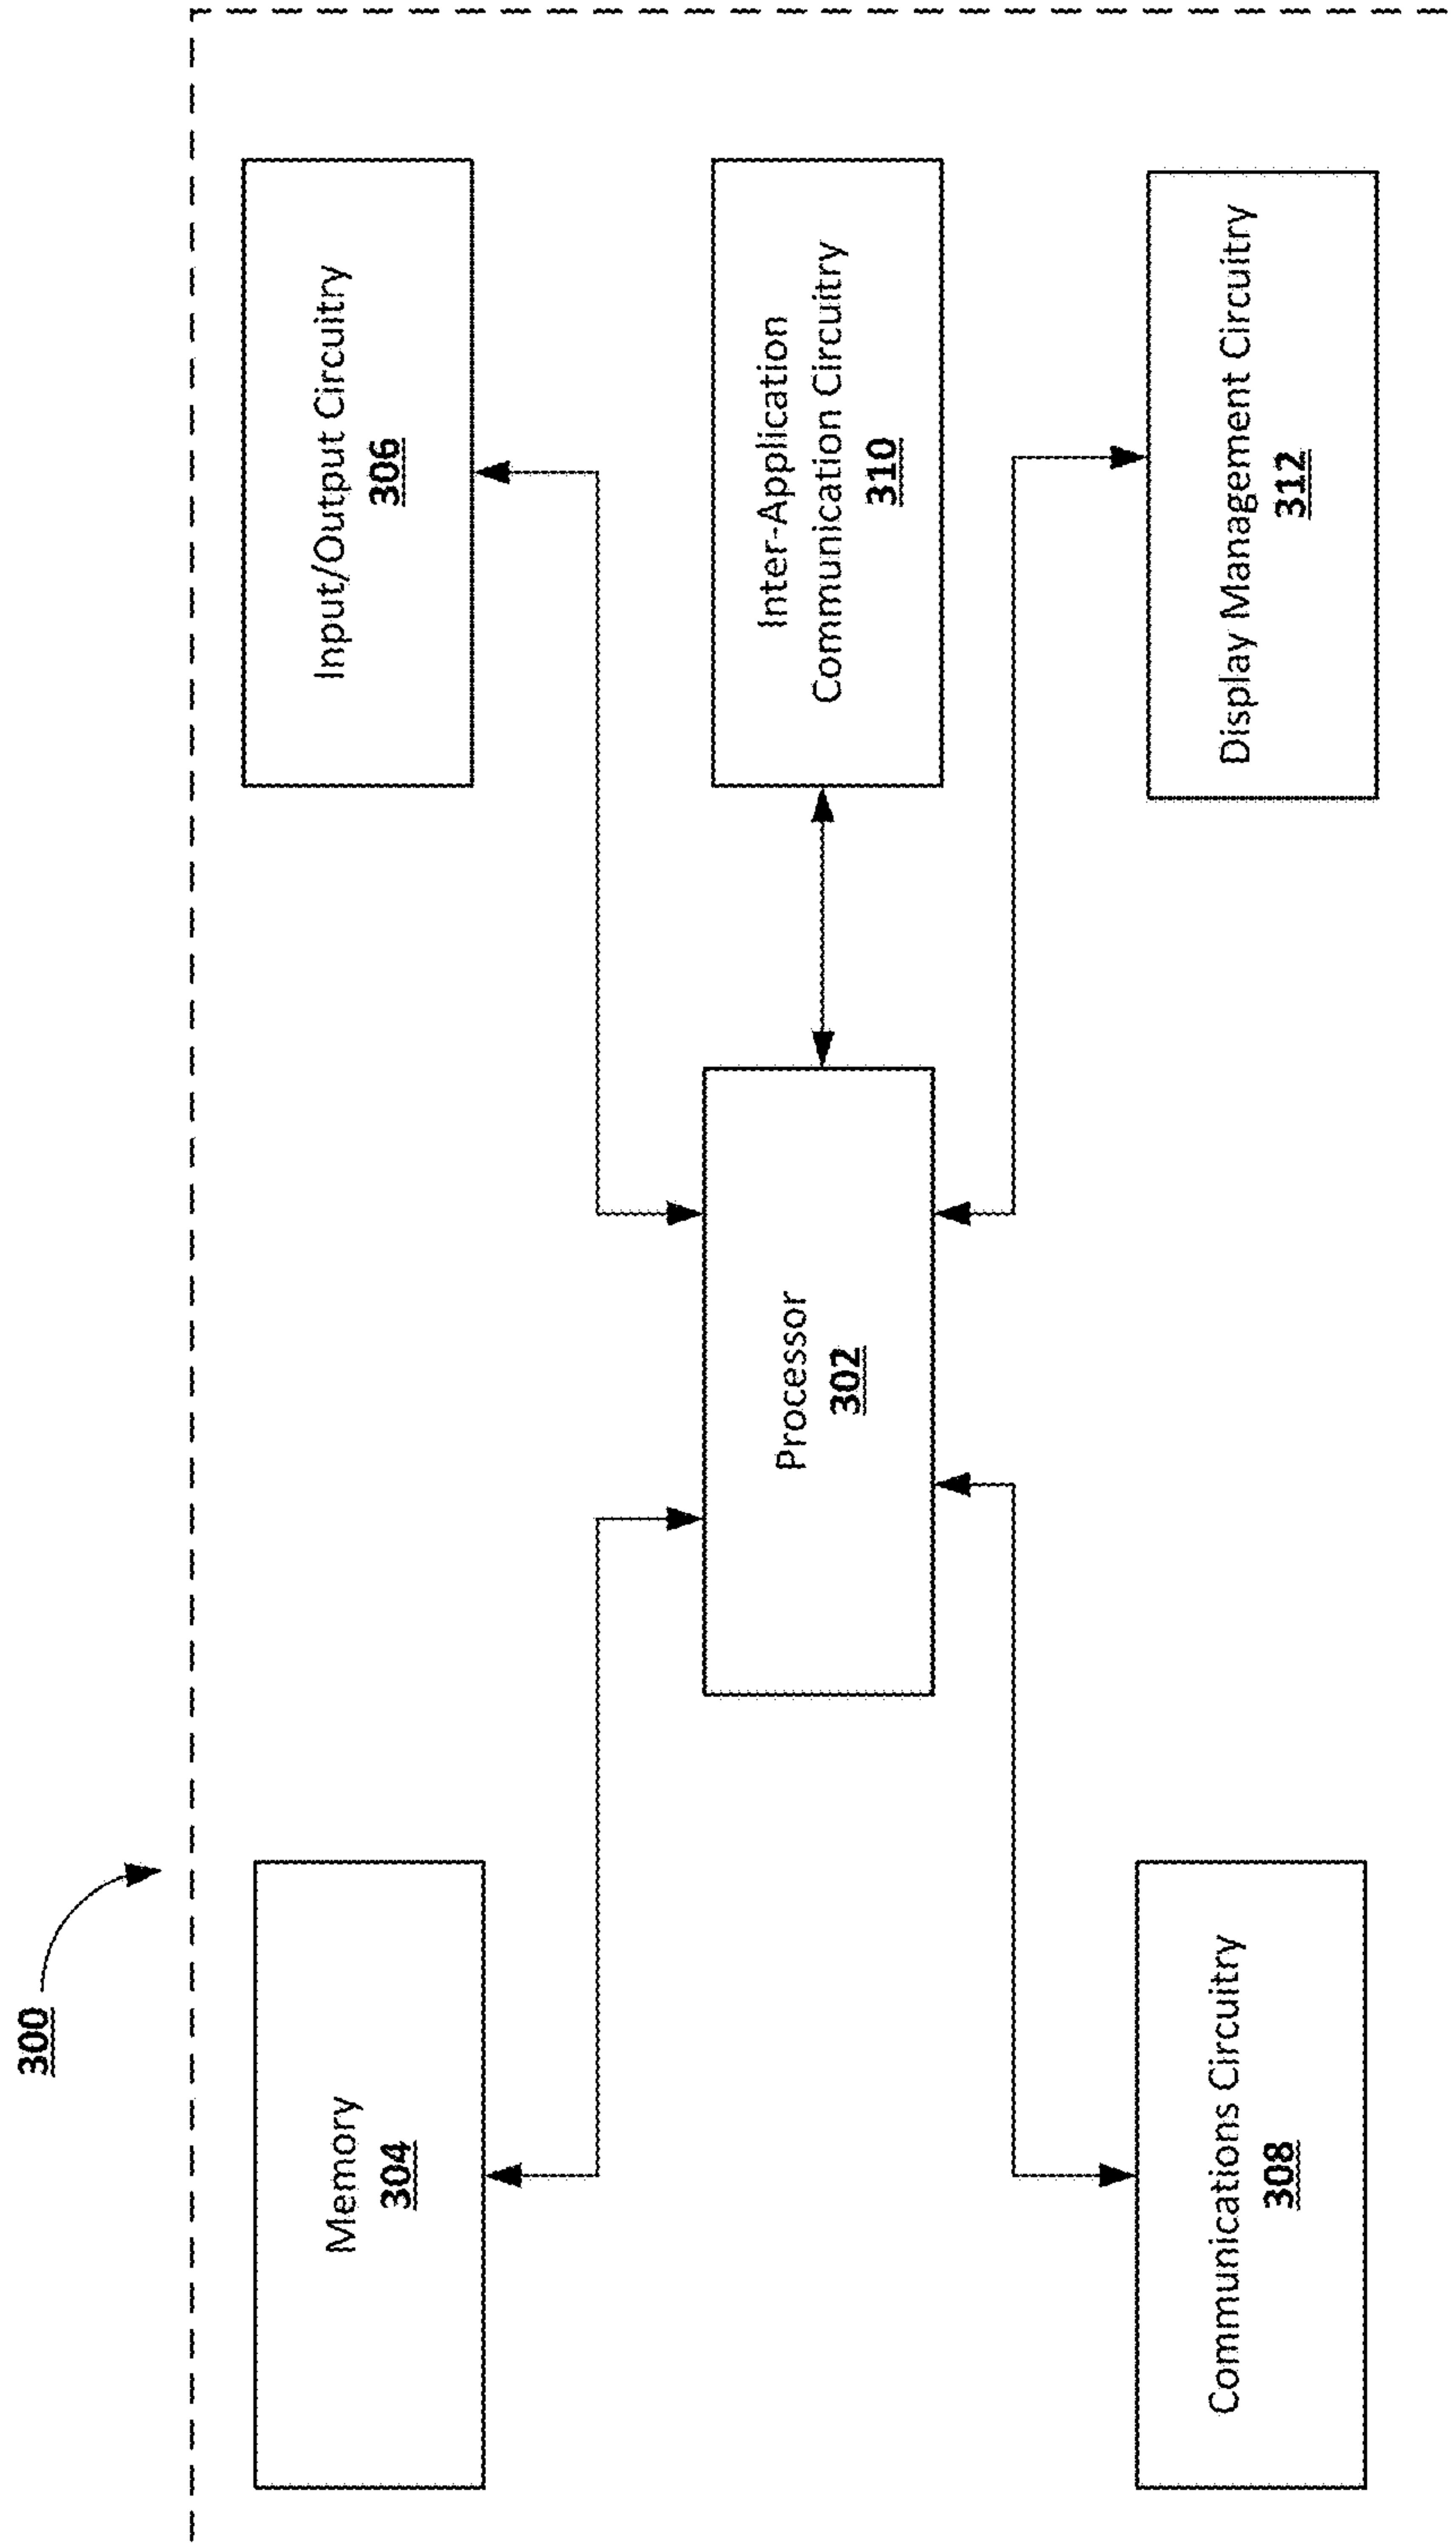 300
Memory
304
Input/Output Circuitry
306
Processor
302
Inter-Application
Communication Circuitry
310
Communications Circuitry
308
Display Management Circuitry
312